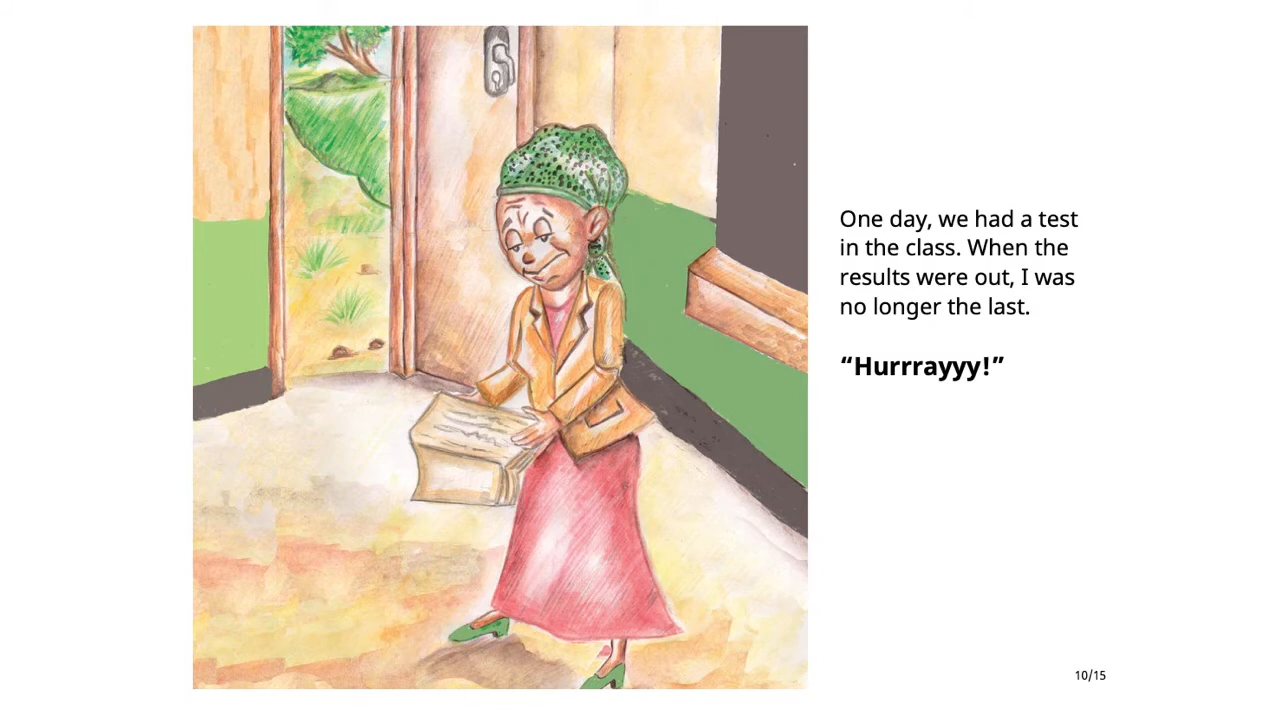 One day, we had a test
in the class. When the
results were out, I was
no longer the last.
“Hurrrayyy!”
10/15